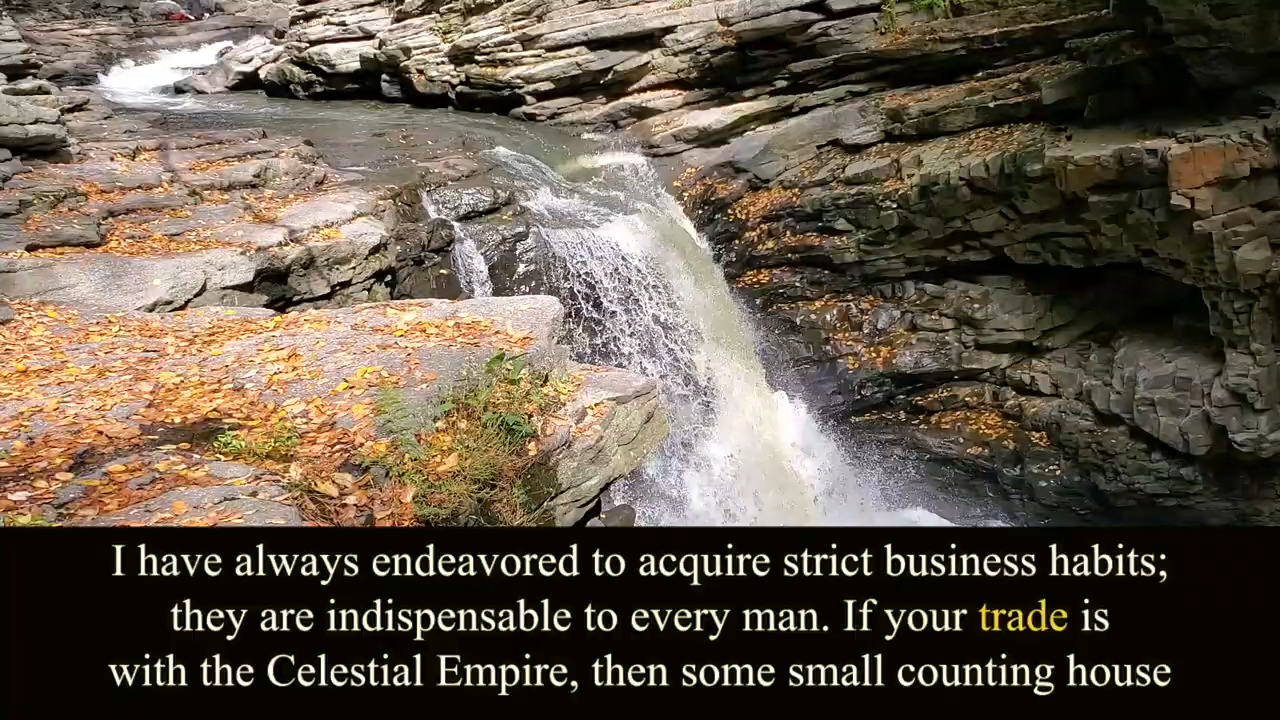 I have always endeavored to acquire strict business habits;
they are indispensable to every man. If your trade is
with the Celestial Empire, then some small counting house